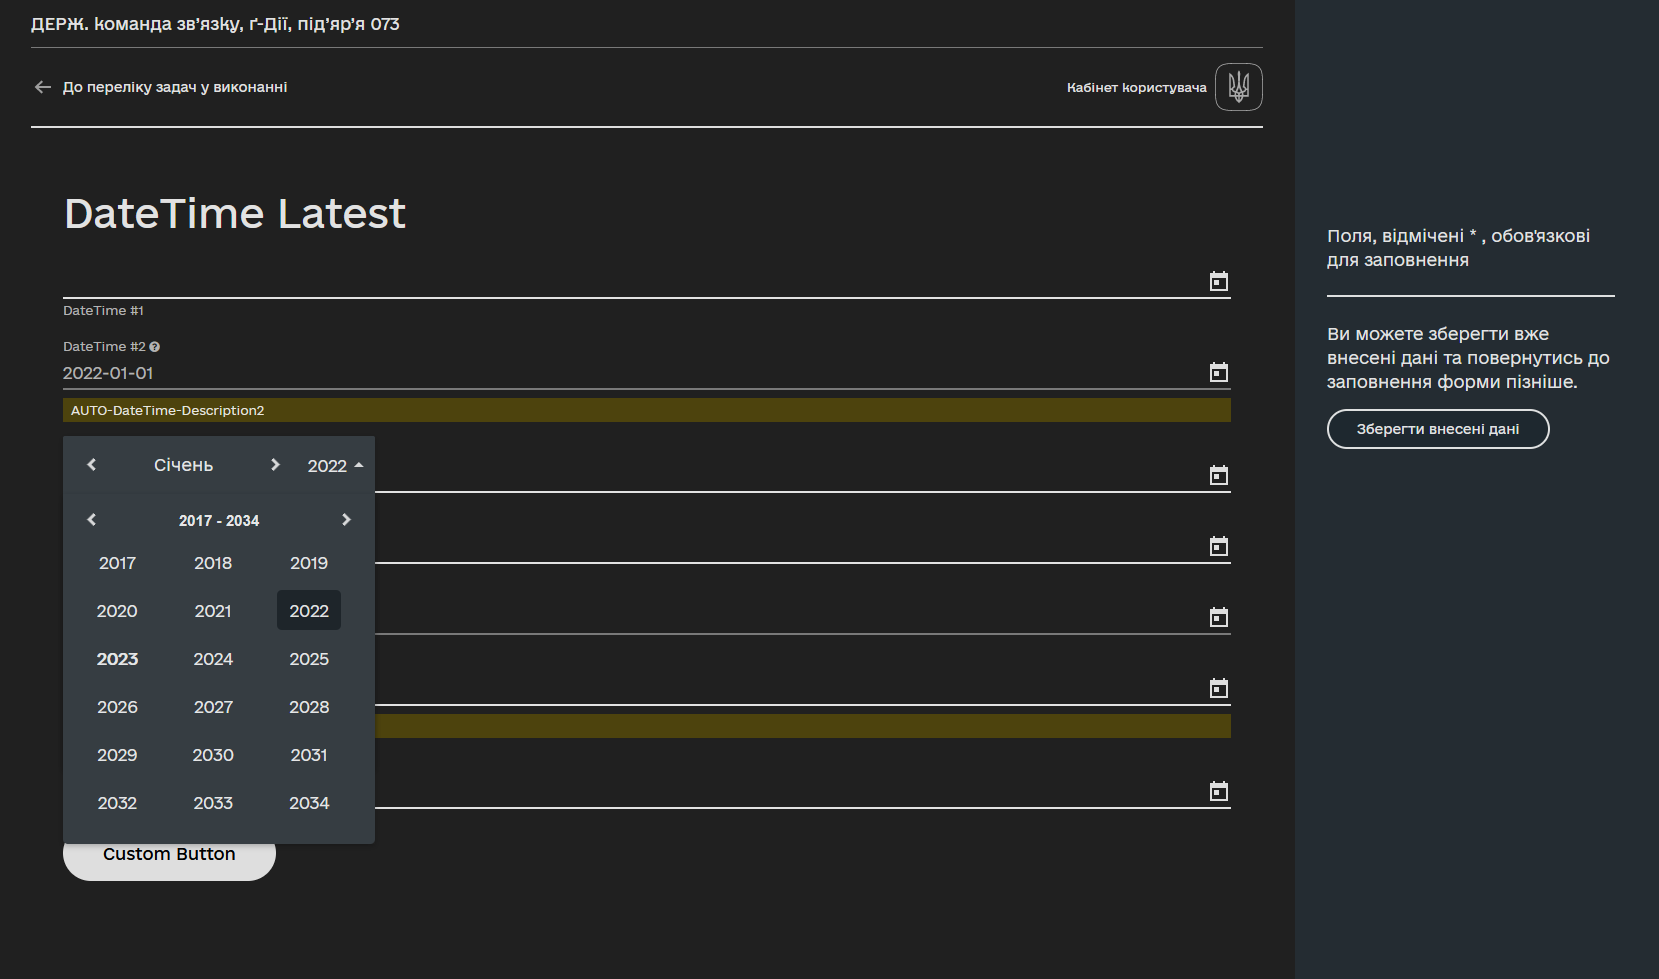 ДЕРЖ. команда зв’язку, ґ-Дії, під’яр’я 073
До переліку задач у виконанні
Кабінет користувача
DateTime Latest
DateTime #1
DateTime #2
2022-01-01
AUTO-DateTime-Description2
Січень 2022
2017 - 2034
2017 2018 2019
2020 2021 2022
2023 2024 2025
2026 2027 2028
2029 2030 2031
2032 2033 2034
Custom Button
Поля, відмічені * , обов'язкові
для заповнення
Ви можете зберегти вже
внесені дані та повернутись до
заповнення форми пізніше.
Зберегти внесені дані